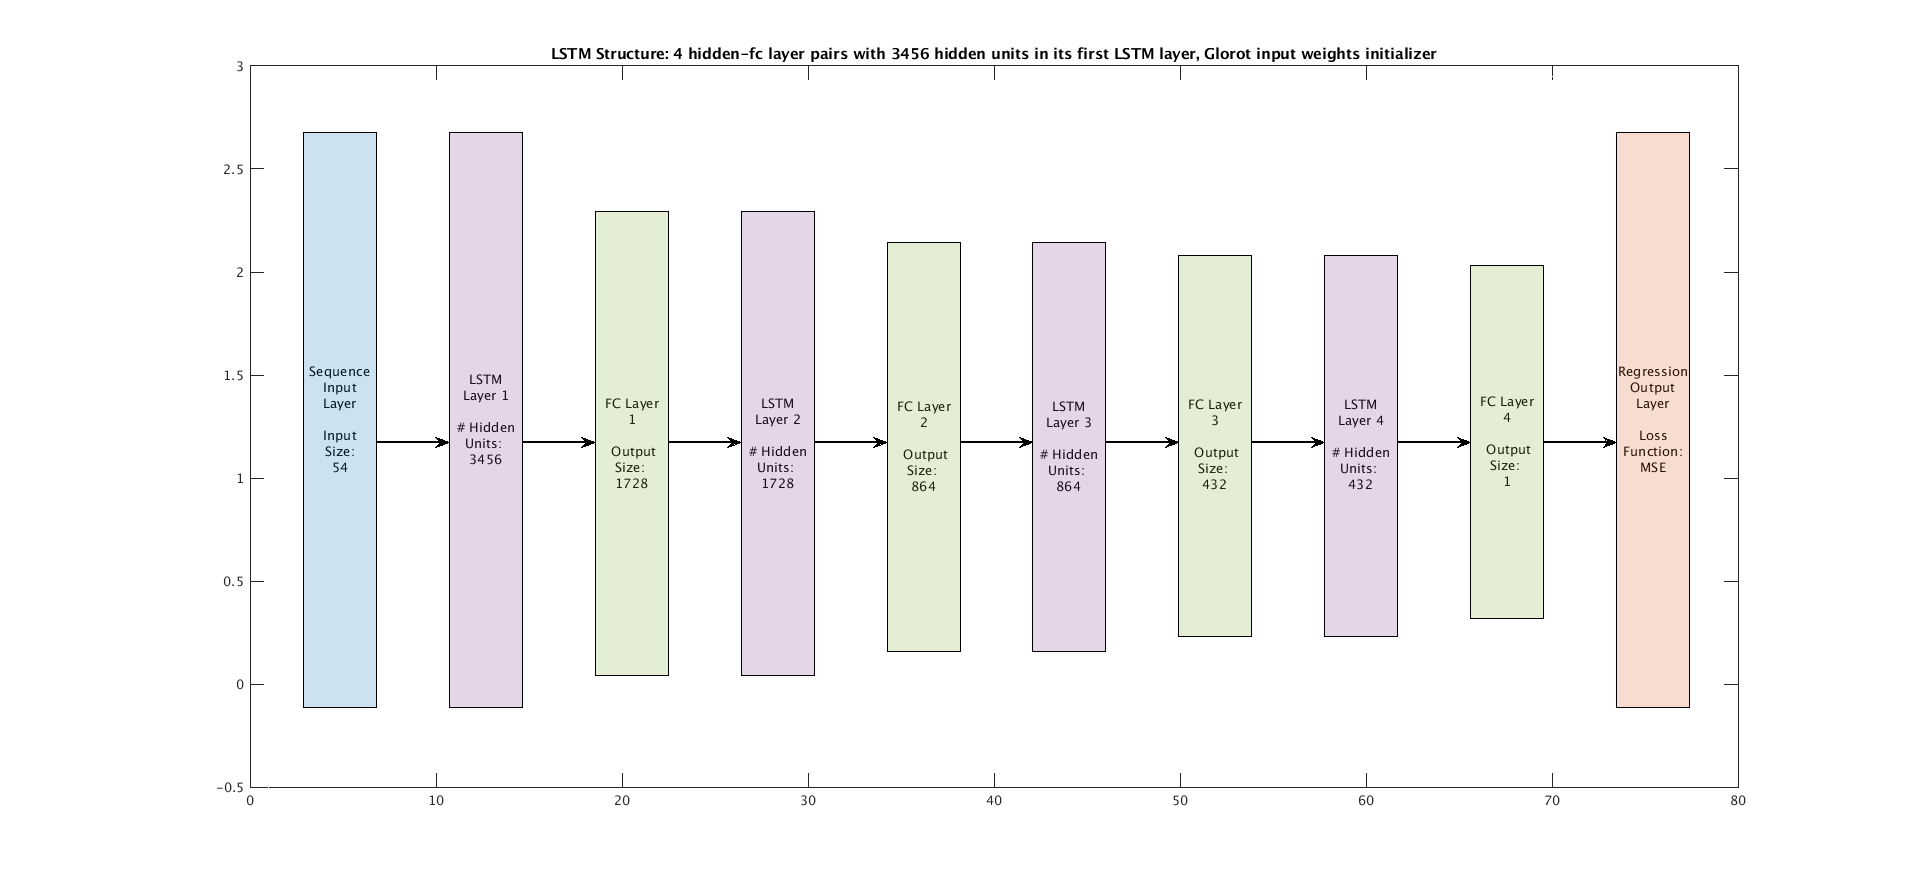 LSTM Structure: 4 hidden-fc layer pairs with 3456 hidden units in its first LSTM layer, Glorot input weights initializer
3
2.5
2
1.5
1
0.5
0
-0.5
Sequence
Input
Layer
Input
Size:
54
LSTM
Layer 1
# Hidden
Units:
3456
FC Layer
1
Output
Size:
1728
LSTM
Layer 2
# Hidden
Units:
1728
FC Layer
2
Output
Size:
864
LSTM
Layer 3
# Hidden
Units:
864
FC Layer
3
Output
Size:
432
LSTM
Layer 4
# Hidden
Units:
432
FC Layer
4
Output
Size:
1
Regression
Output
Layer
Loss
Function:
MSE
0 10 20 30 40 50 60 70 80